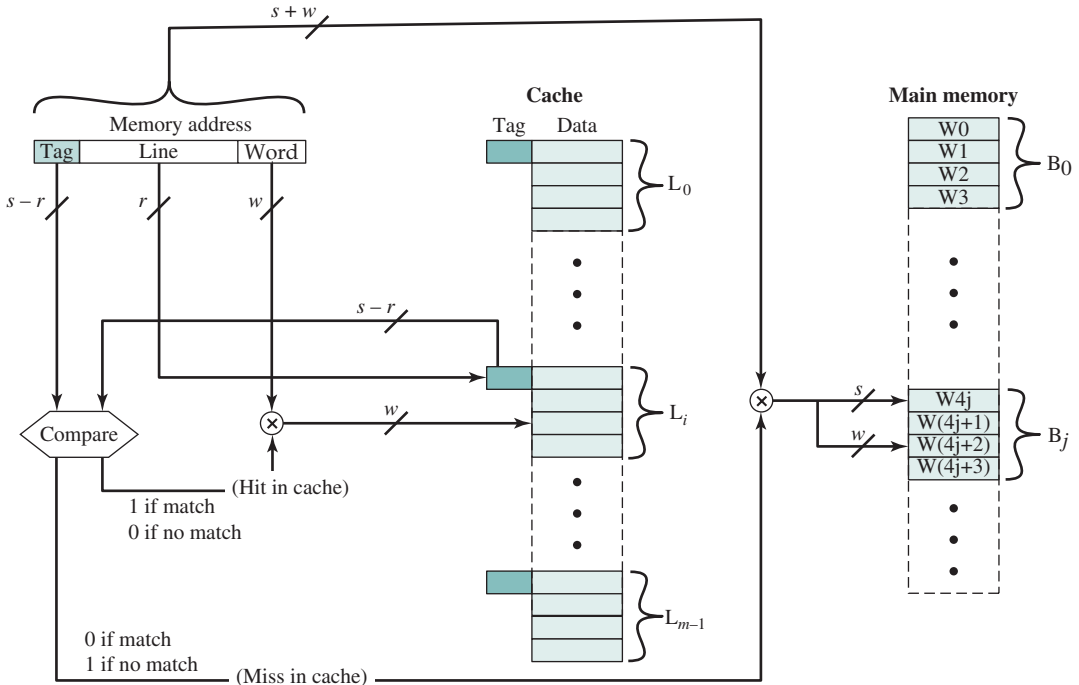 s + w
Cache
Main memory
Memory address
Tag Data
Tag Line Word
W0
W1
W2
W3
B0
L0
s – r
r
w
s – r
Compare
w
Li
s
w
W4j
W(4j+1)
W(4j+2)
W(4j+3)
Bj
(Hit in cache)
1 if match
0 if no match
Lm–1
0 if match
1 if no match
(Miss in cache)